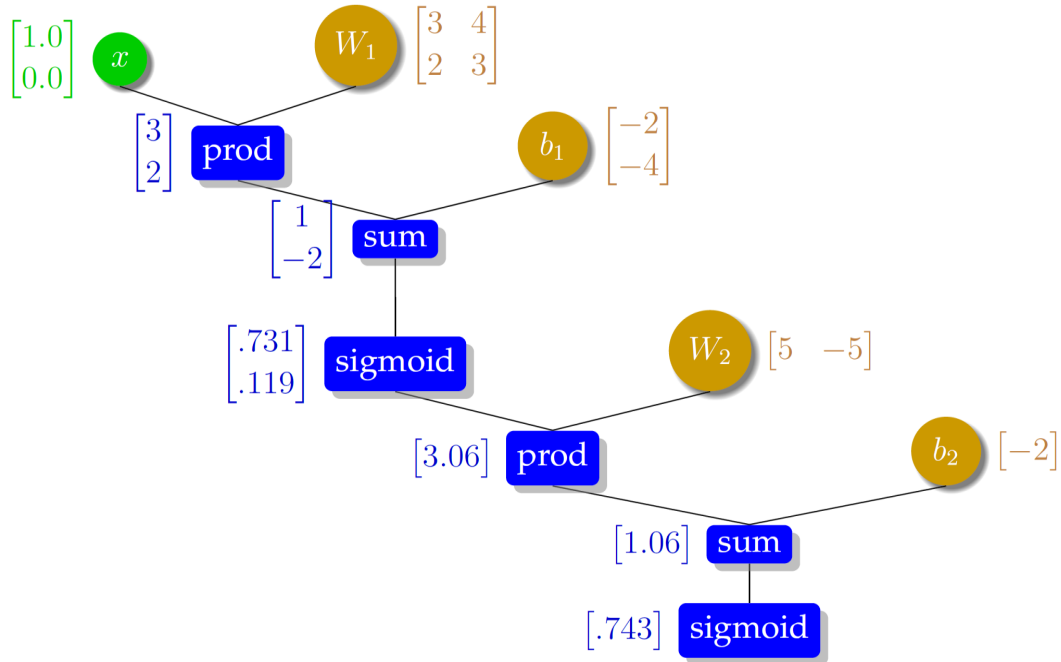 [1.0 0.0] x W₁ [3 4 2 3]
[3 2] prod b₁ [−2 −4]
[1 −2] sum
[.731 .119] sigmoid W₂ [5 −5]
[3.06] prod b₂ [−2]
[1.06] sum
[.743] sigmoid